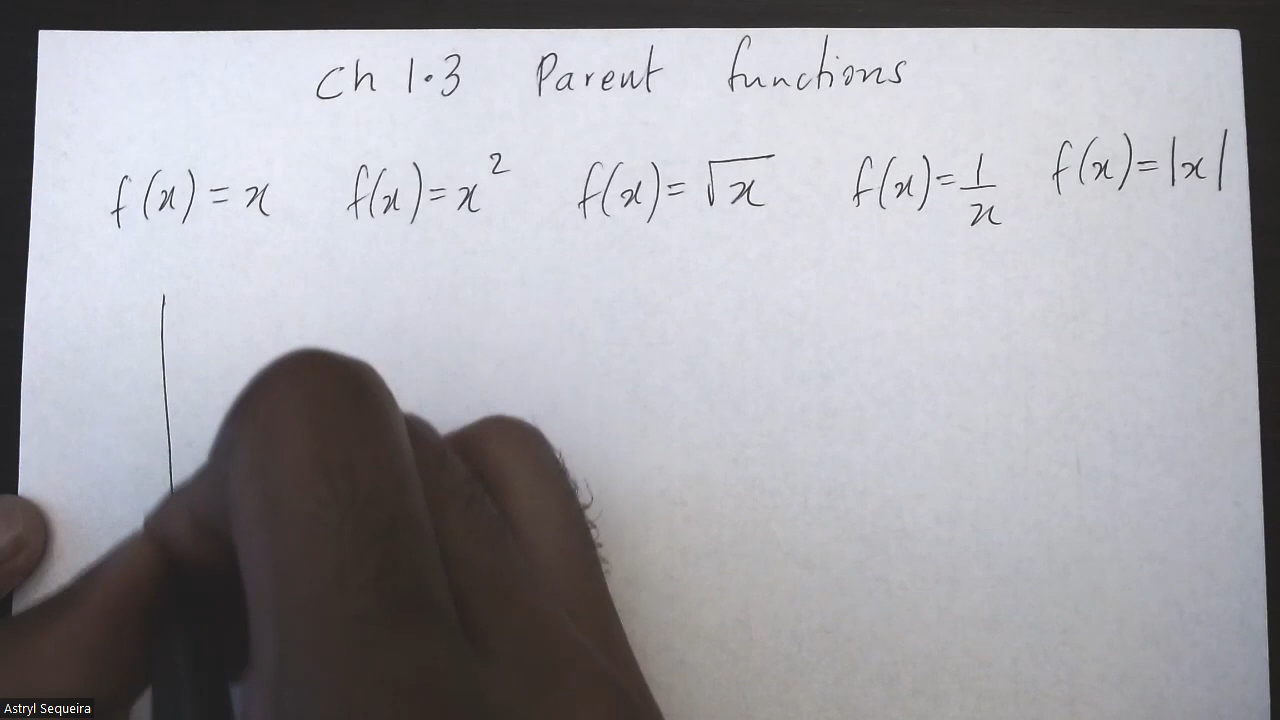 Ch 1.3 Parent functions
f(x) = x f(x) = x² f(x) = √x f(x) = 1/x f(x) = |x|
Astryl Sequeira